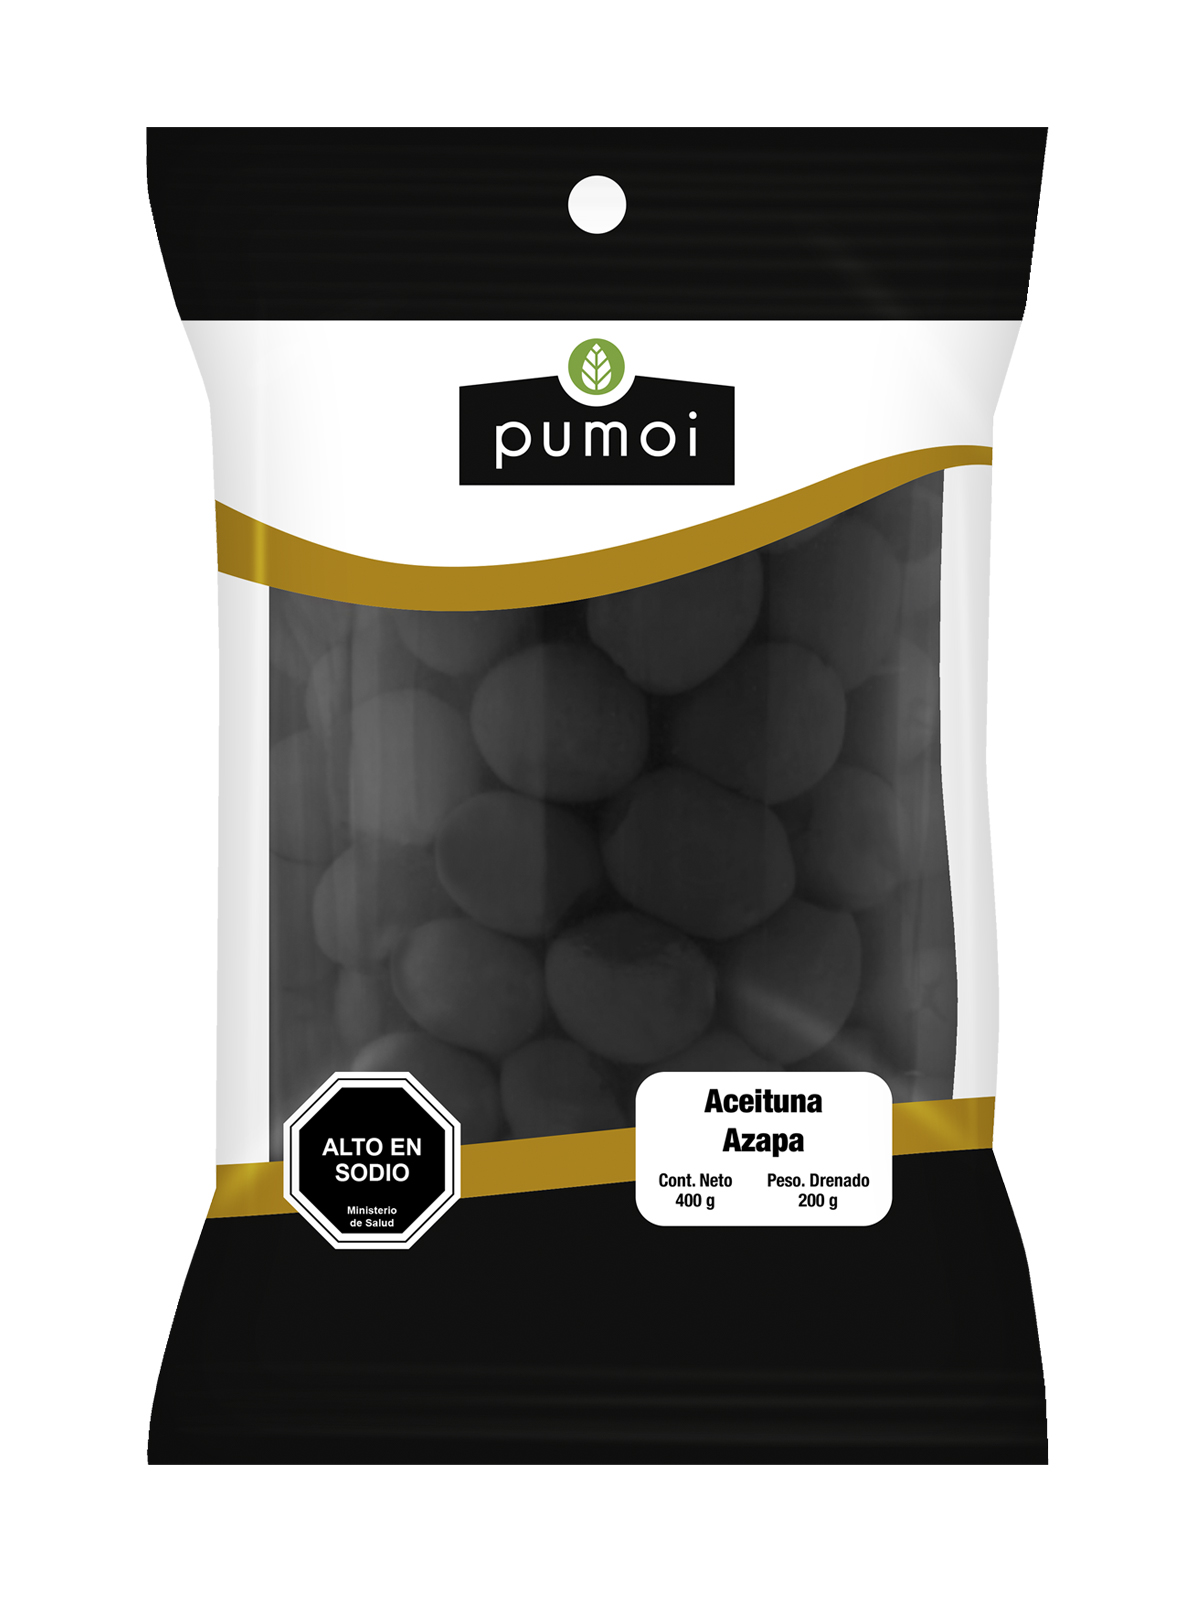 pumoi
ALTO EN
SODIO
Ministerio
de Salud
Aceituna
Azapa
Cont. Neto
400 g
Peso. Drenado
200 g